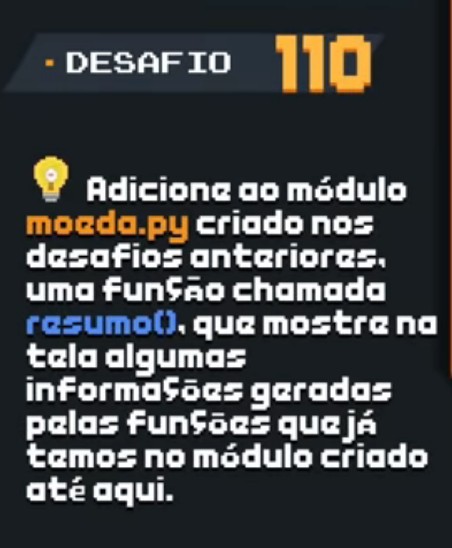 DESAFIO 110
Adicione ao módulo
moeda.py criado nos
desafios anteriores,
uma função chamada
resumo(), que mostre na
tela algumas
informações geradas
pelas funções que já
temos no módulo criado
até aqui.